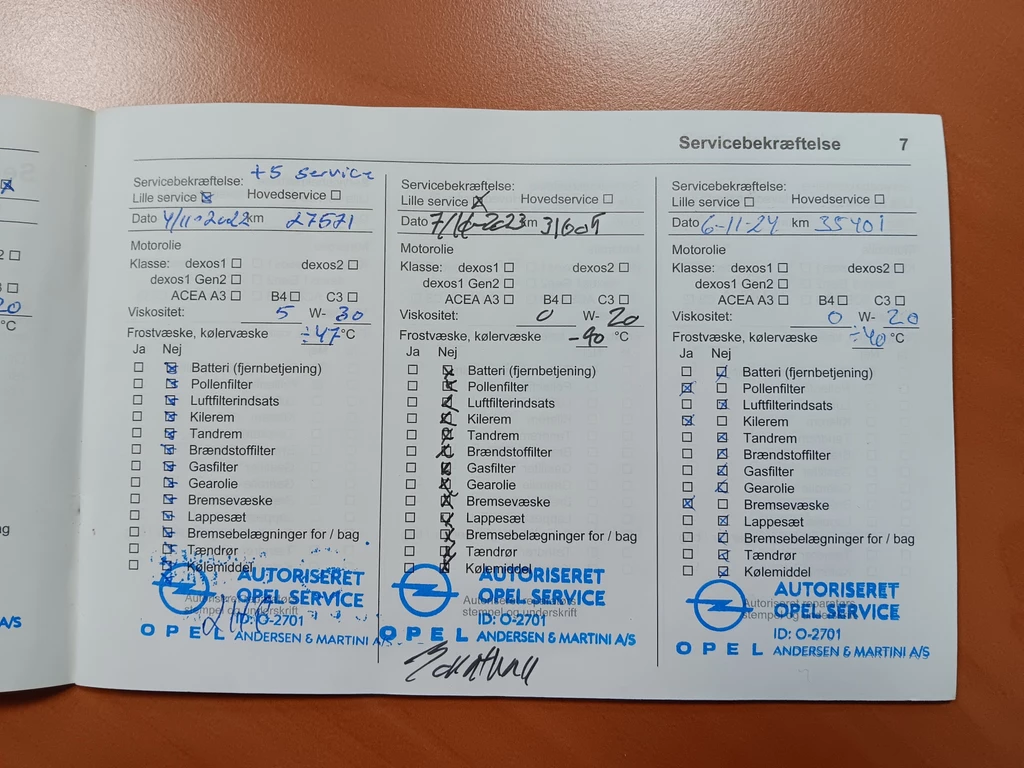 Servicebekræftelse 7
+5 service
Servicebekræftelse:
Lille service ☒ Hovedservice ☐
Dato 4/11-2022 km 27571
Motorolie
Klasse: dexos1 ☐ dexos2 ☐
dexos1 Gen2 ☐
ACEA A3 ☐ B4 ☐ C3 ☐
Viskositet: 5 W- 30
Frostvæske, kølervæske ÷47 °C
Ja Nej
☐ ☒ Batteri (fjernbetjening)
☐ ☒ Pollenfilter
☐ ☒ Luftfilterindsats
☐ ☒ Kilerem
☐ ☒ Tandrem
☐ ☒ Brændstoffilter
☐ ☒ Gasfilter
☐ ☒ Gearolie
☐ ☒ Bremsevæske
☐ ☒ Lappesæt
☐ ☒ Bremsebelægninger for / bag
☐ ☒ Tændrør
☐ ☒ Kølemiddel
AUTORISERET
OPEL SERVICE
stempel og underskrift
ID: O-2701
OPEL ANDERSEN & MARTINI A/S
Servicebekræftelse:
Lille service ☒ Hovedservice ☐
Dato km 31605
Motorolie
Klasse: dexos1 ☐ dexos2 ☐
dexos1 Gen2 ☐
ACEA A3 ☐ B4 ☐ C3 ☐
Viskositet: 0 W- 20
Frostvæske, kølervæske -40 °C
Ja Nej
☐ ☒ Batteri (fjernbetjening)
☐ ☒ Pollenfilter
☐ ☒ Luftfilterindsats
☐ ☒ Kilerem
☐ ☒ Tandrem
☐ ☒ Brændstoffilter
☐ ☒ Gasfilter
☐ ☒ Gearolie
☐ ☒ Bremsevæske
☐ ☒ Lappesæt
☐ ☒ Bremsebelægninger for / bag
☐ ☒ Tændrør
☐ ☒ Kølemiddel
AUTORISERET
OPEL SERVICE
stempel og underskrift
ID: O-2701
OPEL ANDERSEN & MARTINI A/S
Servicebekræftelse:
Lille service ☐ Hovedservice ☐
Dato 6-11-24 km 35401
Motorolie
Klasse: dexos1 ☐ dexos2 ☐
dexos1 Gen2 ☐
ACEA A3 ☐ B4 ☐ C3 ☐
Viskositet: 0 W- 20
Frostvæske, kølervæske ÷40 °C
Ja Nej
☐ ☒ Batteri (fjernbetjening)
☒ ☐ Pollenfilter
☐ ☒ Luftfilterindsats
☒ ☐ Kilerem
☐ ☒ Tandrem
☐ ☒ Brændstoffilter
☐ ☒ Gasfilter
☐ ☒ Gearolie
☒ ☐ Bremsevæske
☐ ☒ Lappesæt
☐ ☒ Bremsebelægninger for / bag
☐ ☒ Tændrør
☐ ☒ Kølemiddel
AUTORISERET
OPEL SERVICE
ID: O-2701
OPEL ANDERSEN & MARTINI A/S